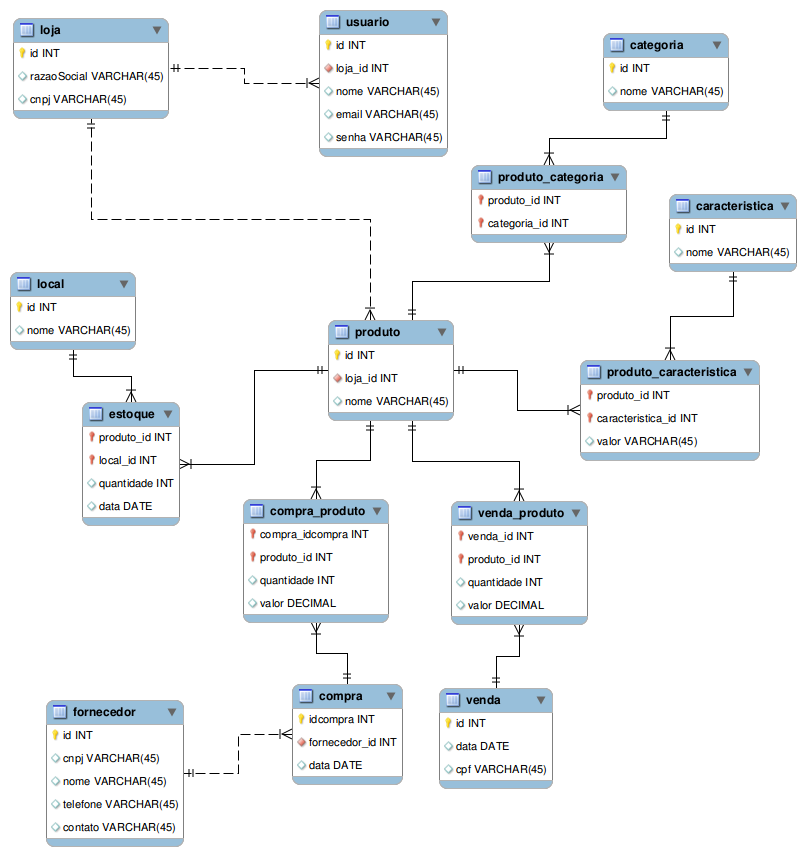 loja
id INT
razaoSocial VARCHAR(45)
cnpj VARCHAR(45)
usuario
id INT
loja_id INT
nome VARCHAR(45)
email VARCHAR(45)
senha VARCHAR(45)
categoria
id INT
nome VARCHAR(45)
produto_categoria
produto_id INT
categoria_id INT
caracteristica
id INT
nome VARCHAR(45)
local
id INT
nome VARCHAR(45)
produto
id INT
loja_id INT
nome VARCHAR(45)
produto_caracteristica
produto_id INT
caracteristica_id INT
valor VARCHAR(45)
estoque
produto_id INT
local_id INT
quantidade INT
data DATE
compra_produto
compra_idcompra INT
produto_id INT
quantidade INT
valor DECIMAL
venda_produto
venda_id INT
produto_id INT
quantidade INT
valor DECIMAL
fornecedor
id INT
cnpj VARCHAR(45)
nome VARCHAR(45)
telefone VARCHAR(45)
contato VARCHAR(45)
compra
idcompra INT
fornecedor_id INT
data DATE
venda
id INT
data DATE
cpf VARCHAR(45)